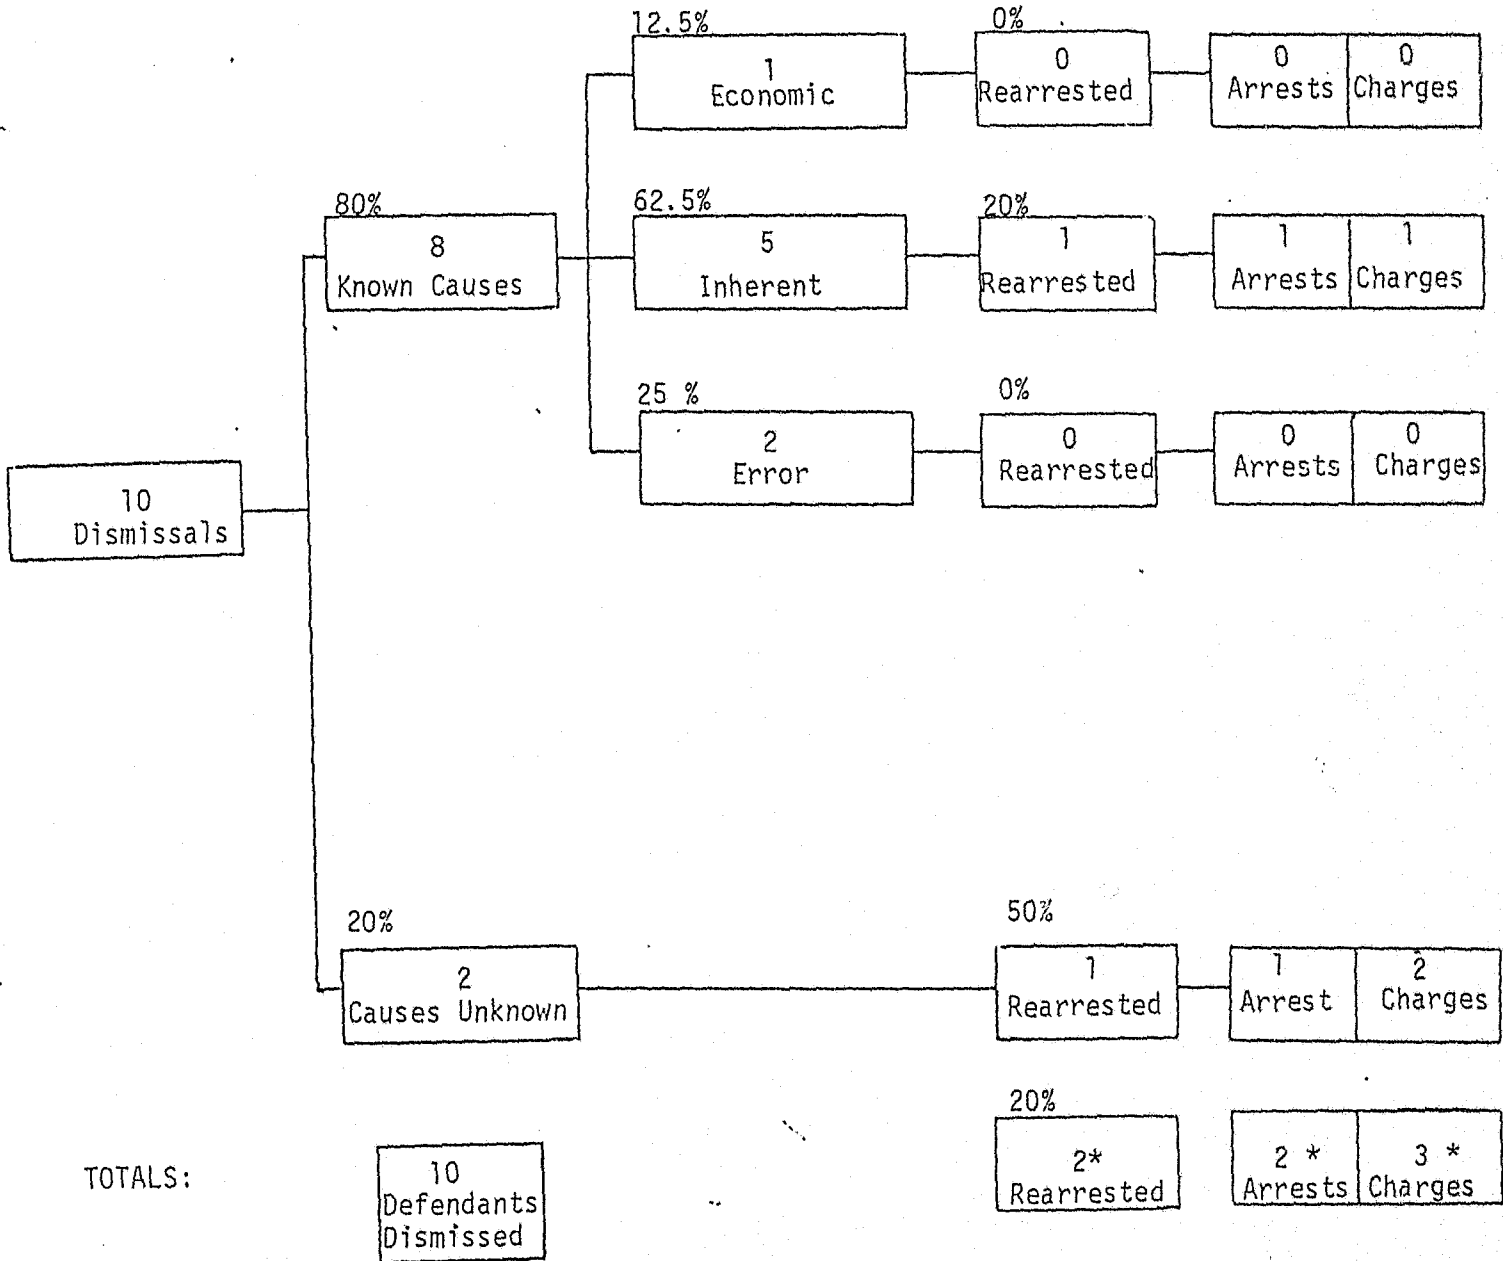 12.5%
1
Economic
0%
0
Rearrested
0
Arrests
0
Charges
80%
8
Known Causes
62.5%
5
Inherent
20%
1
Rearrested
1
Arrests
1
Charges
25 %
2
Error
0%
0
Rearrested
0
Arrests
0
Charges
10
Dismissals
20%
2
Causes Unknown
50%
1
Rearrested
1
Arrest
2
Charges
TOTALS:
10
Defendants
Dismissed
20%
2*
Rearrested
2 *
Arrests
3 *
Charges